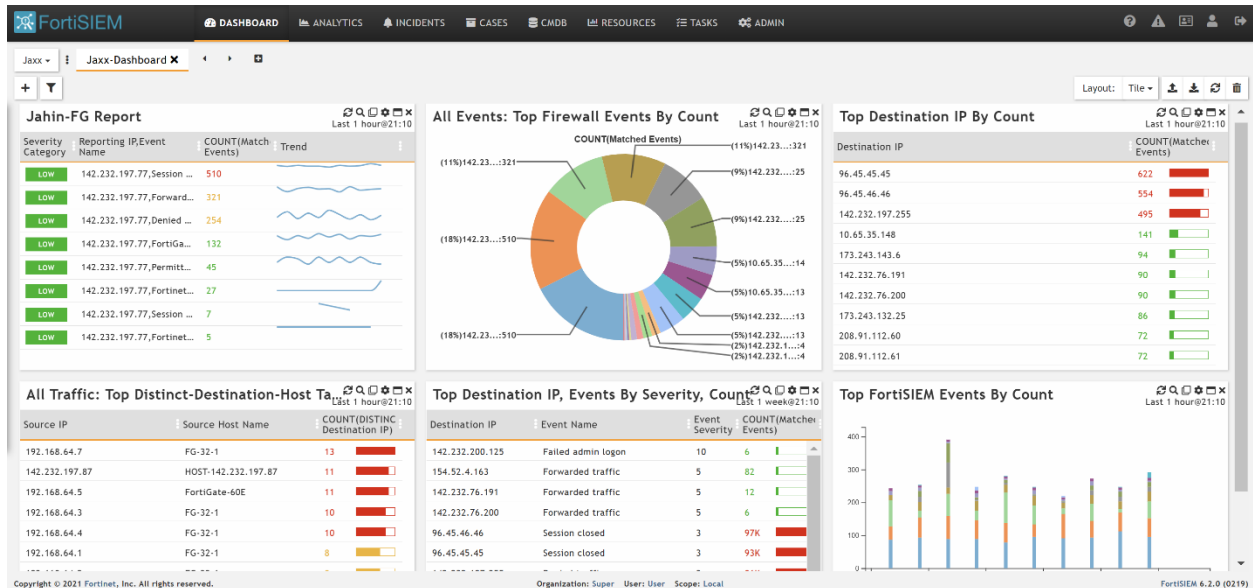 FortiSIEM
DASHBOARD ANALYTICS INCIDENTS CASES CMDB RESOURCES TASKS ADMIN
Jaxx Jaxx-Dashboard
Layout: Tile
Jahin-FG Report
Last 1 hour@21:10
Severity Category Reporting IP,Event Name COUNT(Match Events) Trend
LOW 142.232.197.77,Session ... 510
LOW 142.232.197.77,Forward... 321
LOW 142.232.197.77,Denied ... 254
LOW 142.232.197.77,FortiGa... 132
LOW 142.232.197.77,Permitt... 45
LOW 142.232.197.77,Fortinet... 27
LOW 142.232.197.77,Session ... 7
LOW 142.232.197.77,Fortinet... 5
All Events: Top Firewall Events By Count
Last 1 hour@21:10
COUNT(Matched Events)
(11%)142.23...:321
(11%)142.23...:321
(9%)142.232....:25
(9%)142.232....:25
(18%)142.23...:510
(5%)10.65.35...:14
(5%)10.65.35...:13
(5%)142.232...:13
(18%)142.23...:510
(5%)142.232...:13
(2%)142.232.1...:4
(2%)142.232.1...:4
Top Destination IP By Count
Last 1 hour@21:10
Destination IP COUNT(Matched Events)
96.45.45.45 622
96.45.46.46 554
142.232.197.255 495
10.65.35.148 141
173.243.143.6 94
142.232.76.191 90
142.232.76.200 90
173.243.132.25 86
208.91.112.60 72
208.91.112.61 72
All Traffic: Top Distinct-Destination-Host Ta...
Last 1 hour@21:10
Source IP Source Host Name COUNT(DISTINC Destination IP)
192.168.64.7 FG-32-1 13
142.232.197.87 HOST-142.232.197.87 11
192.168.64.5 FortiGate-60E 11
192.168.64.3 FG-32-1 10
192.168.64.4 FG-32-1 10
192.168.64.1 FG-32-1 8
Top Destination IP, Events By Severity, Count
Last 1 week@21:10
Destination IP Event Name Event Severity COUNT(Matched Events)
142.232.200.125 Failed admin logon 10 6
154.52.4.163 Forwarded traffic 5 82
142.232.76.191 Forwarded traffic 5 12
142.232.76.200 Forwarded traffic 5 6
96.45.46.46 Session closed 3 97K
96.45.45.45 Session closed 3 93K
Top FortiSIEM Events By Count
Last 1 hour@21:10
400
300
200
100
0
Copyright © 2021 Fortinet, Inc. All rights reserved. Organization: Super User: User Scope: Local FortiSIEM 6.2.0 (0219)